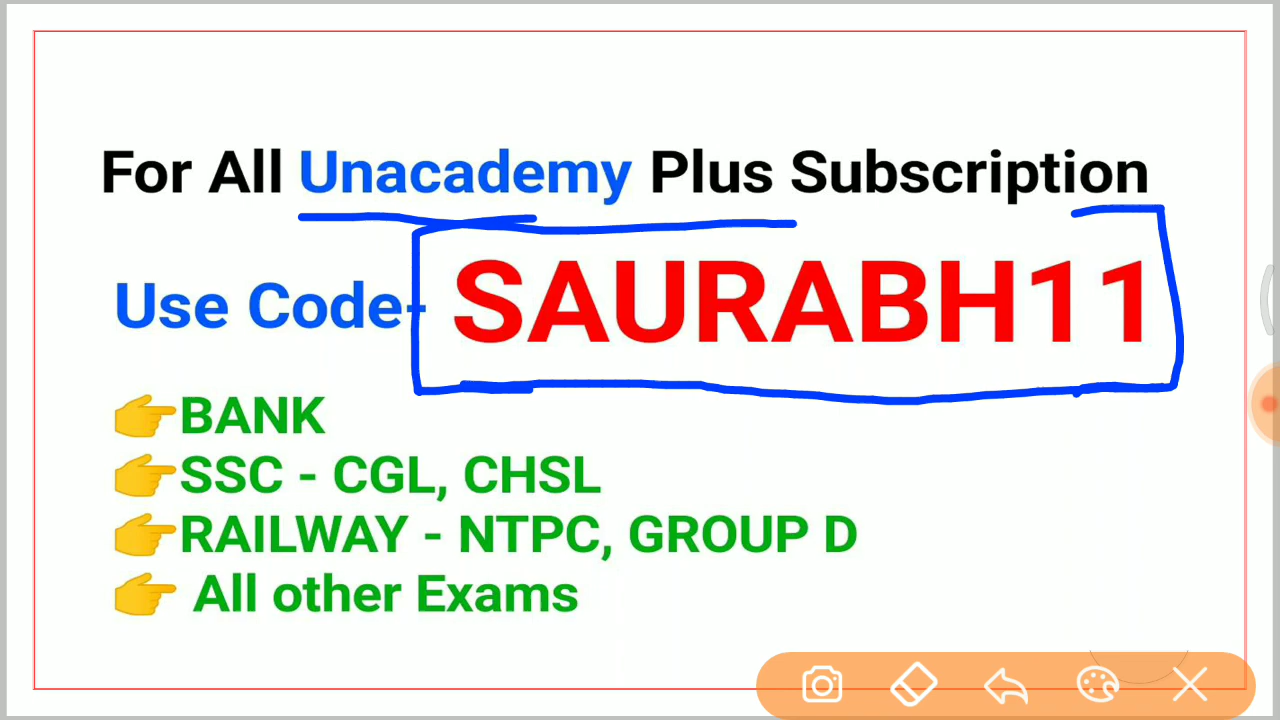 For All Unacademy Plus Subscription
Use Code- SAURABH11
👉BANK
👉SSC - CGL, CHSL
👉RAILWAY - NTPC, GROUP D
👉 All other Exams